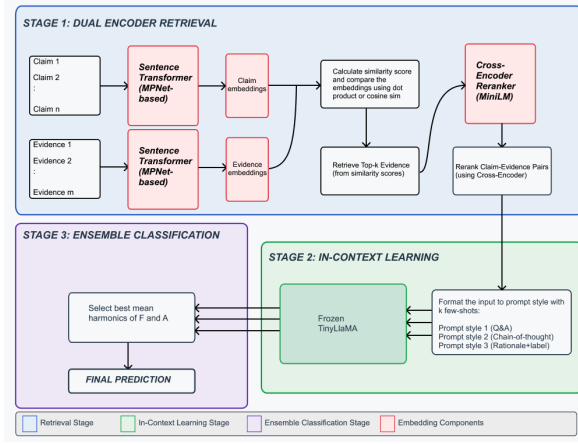 STAGE 1: DUAL ENCODER RETRIEVAL
Claim 1
Claim 2
:
Claim n
Sentence
Transformer
(MPNet-
based)
Claim
embeddings
Calculate similarity score
and compare the
embeddings using dot
product or cosine sim
Cross-
Encoder
Reranker
(MiniLM)
Evidence 1
Evidence 2
:
Evidence m
Sentence
Transformer
(MPNet-
based)
Evidence
embeddings
Retrieve Top-k Evidence
(from similarity scores)
Rerank Claim-Evidence Pairs
(using Cross-Encoder)
STAGE 3: ENSEMBLE CLASSIFICATION
STAGE 2: IN-CONTEXT LEARNING
Select best mean
harmonics of F and A
Frozen
TinyLlaMA
Format the input to prompt style with
k few-shots:
Prompt style 1 (Q&A)
Prompt style 2 (Chain-of-thought)
Prompt style 3 (Rationale+label)
FINAL PREDICTION
Retrieval Stage
In-Context Learning Stage
Ensemble Classification Stage
Embedding Components